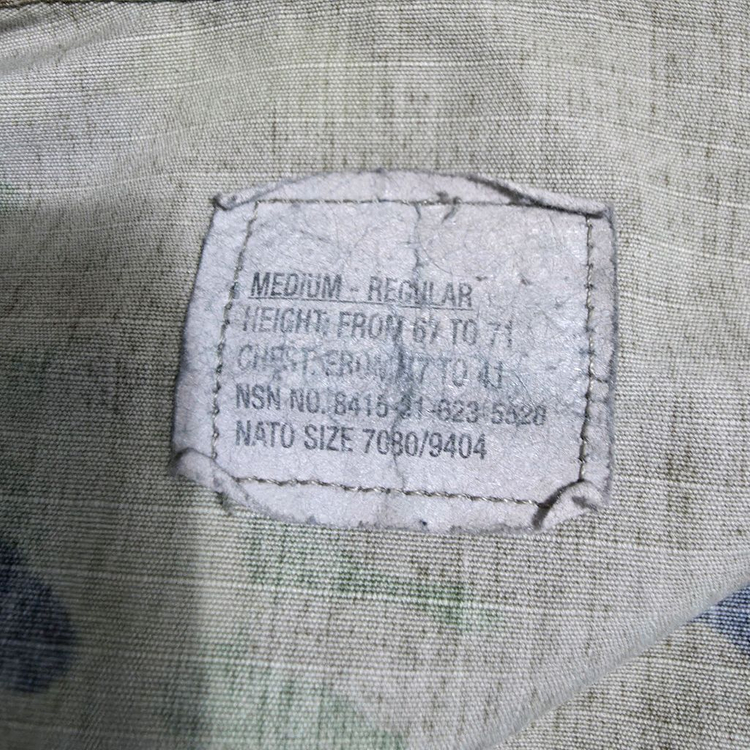 MEDIUM - REGULAR
HEIGHT: FROM 67 TO 71
CHEST: FROM 37 TO 41
NSN NO. 8415-
NATO SIZE 7080/9404